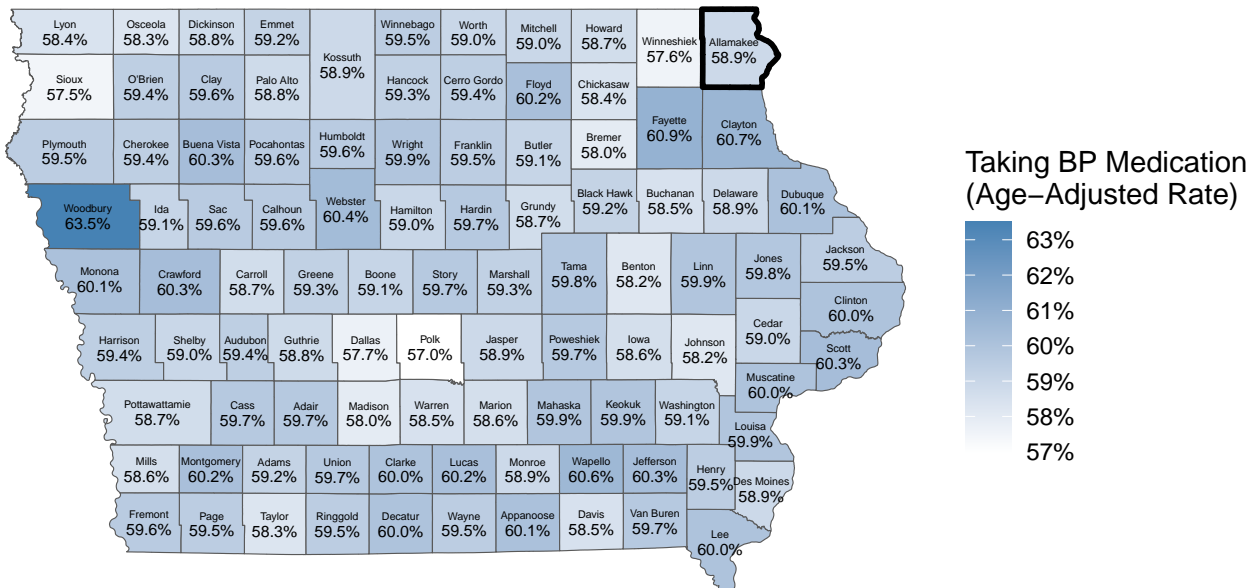 Lyon
58.4%
Osceola
58.3%
Dickinson
58.8%
Emmet
59.2%
Winnebago
59.5%
Worth
59.0%
Mitchell
59.0%
Howard
58.7%
Winneshiek
57.6%
Allamakee
58.9%
Kossuth
58.9%
Sioux
57.5%
O'Brien
59.4%
Clay
59.6%
Palo Alto
58.8%
Hancock
59.3%
Cerro Gordo
59.4%
Floyd
60.2%
Chickasaw
58.4%
Fayette
60.9%
Clayton
60.7%
Plymouth
59.5%
Cherokee
59.4%
Buena Vista
60.3%
Pocahontas
59.6%
Humboldt
59.6%
Wright
59.9%
Franklin
59.5%
Butler
59.1%
Bremer
58.0%
Woodbury
63.5%
Ida
59.1%
Sac
59.6%
Calhoun
59.6%
Webster
60.4%
Hamilton
59.0%
Hardin
59.7%
Grundy
58.7%
Black Hawk
59.2%
Buchanan
58.5%
Delaware
58.9%
Dubuque
60.1%
Monona
60.1%
Crawford
60.3%
Carroll
58.7%
Greene
59.3%
Boone
59.1%
Story
59.7%
Marshall
59.3%
Tama
59.8%
Benton
58.2%
Linn
59.9%
Jones
59.8%
Jackson
59.5%
Clinton
60.0%
Harrison
59.4%
Shelby
59.0%
Audubon
59.4%
Guthrie
58.8%
Dallas
57.7%
Polk
57.0%
Jasper
58.9%
Poweshiek
59.7%
Iowa
58.6%
Johnson
58.2%
Cedar
59.0%
Scott
60.3%
Muscatine
60.0%
Pottawattamie
58.7%
Cass
59.7%
Adair
59.7%
Madison
58.0%
Warren
58.5%
Marion
58.6%
Mahaska
59.9%
Keokuk
59.9%
Washington
59.1%
Louisa
59.9%
Mills
58.6%
Montgomery
60.2%
Adams
59.2%
Union
59.7%
Clarke
60.0%
Lucas
60.2%
Monroe
58.9%
Wapello
60.6%
Jefferson
60.3%
Henry
59.5%
Des Moines
58.9%
Fremont
59.6%
Page
59.5%
Taylor
58.3%
Ringgold
59.5%
Decatur
60.0%
Wayne
59.5%
Appanoose
60.1%
Davis
58.5%
Van Buren
59.7%
Lee
60.0%
Taking BP Medication
(Age−Adjusted Rate)
63%
62%
61%
60%
59%
58%
57%